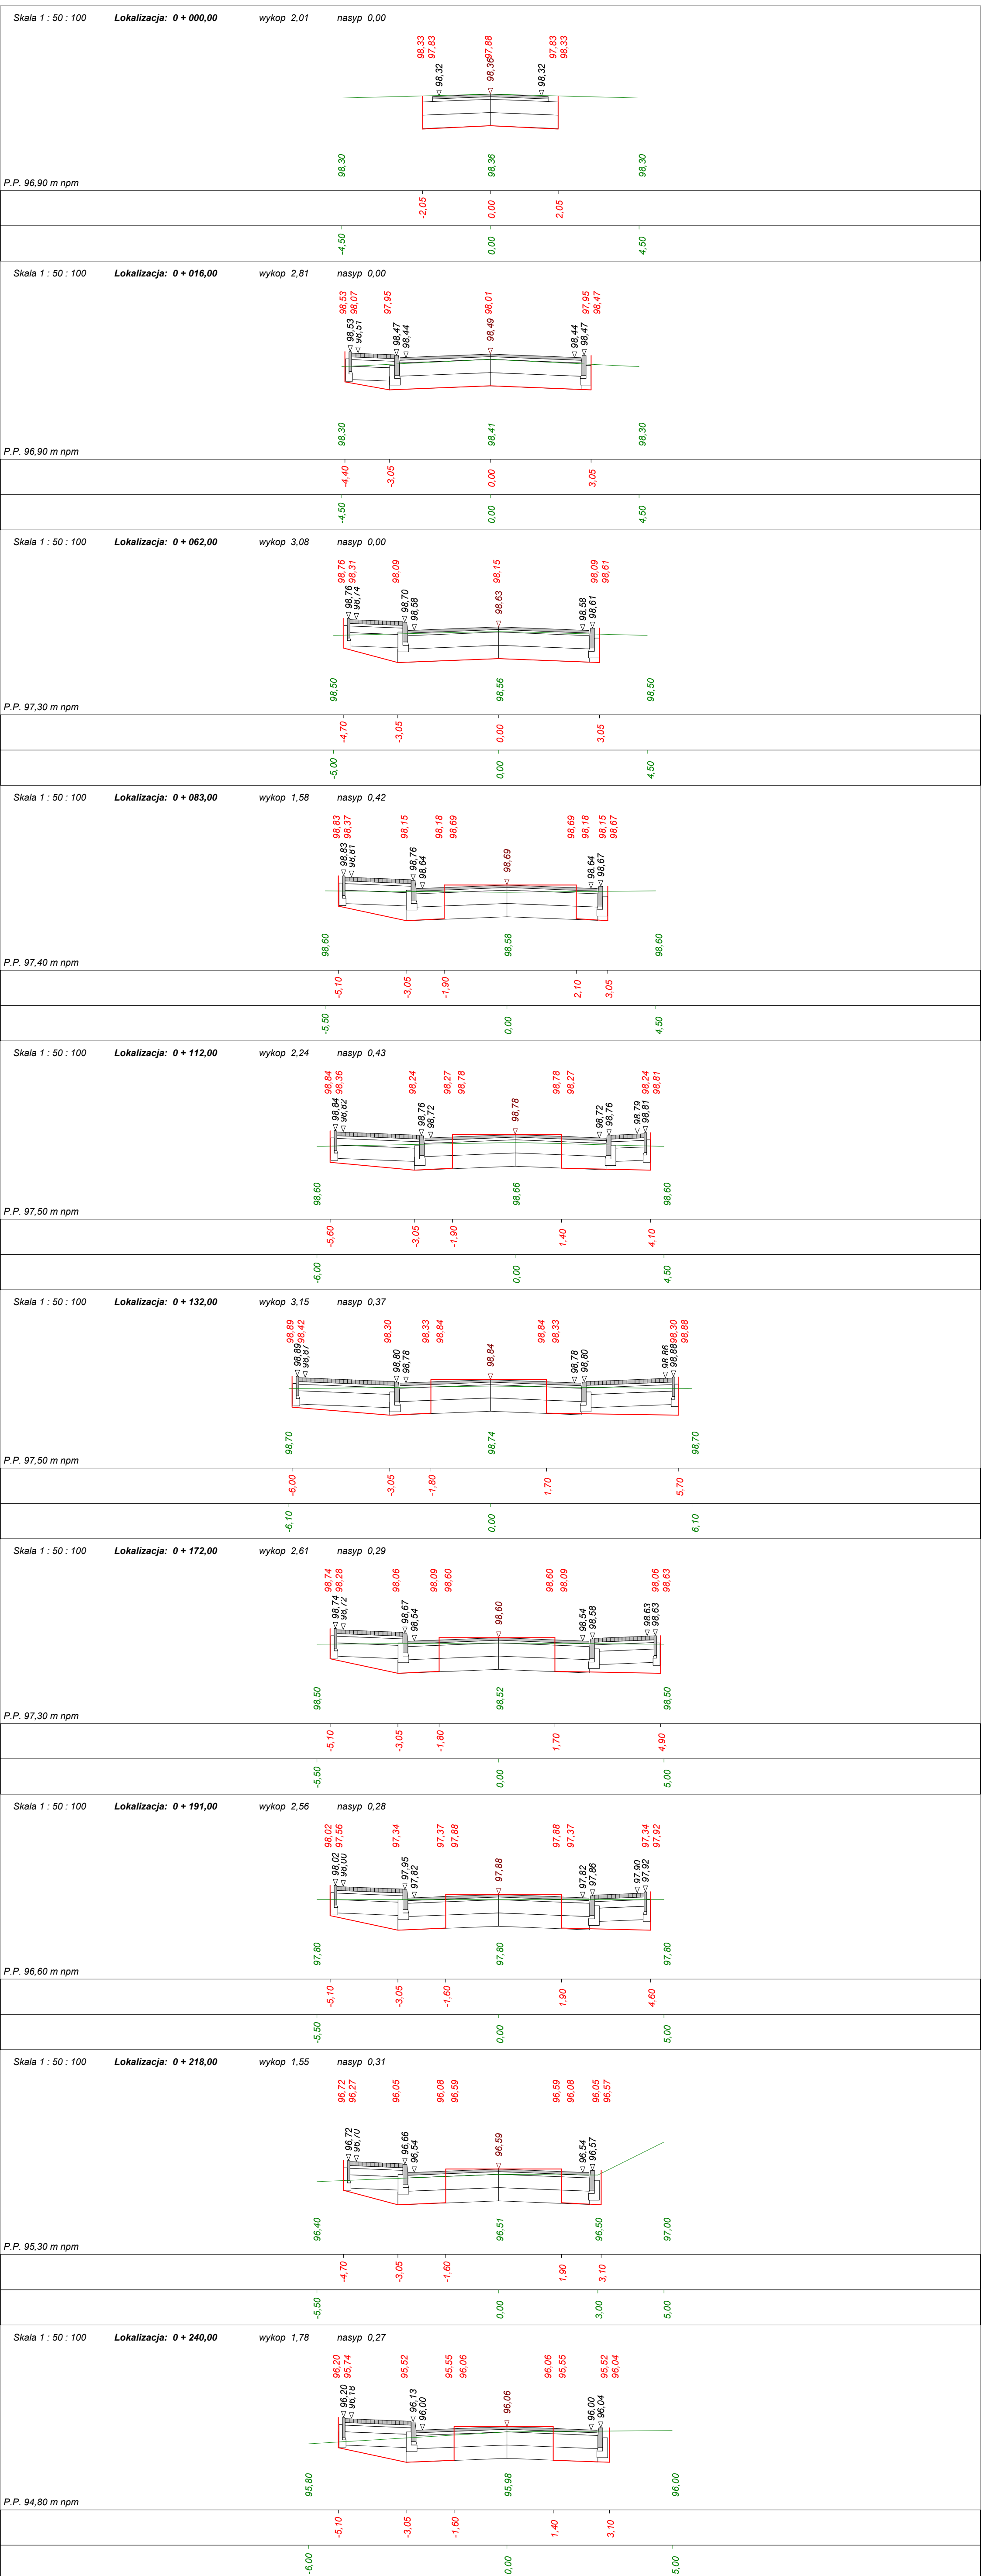 Skala 1 : 50 : 100 Lokalizacja: 0 + 000,00 wykop 2,01 nasyp 0,00
98,33 97,83 97,88 97,83 98,33
98,32 98,36 98,32
98,30 98,36 98,30
P.P. 96,90 m npm
-2,05 0,00 2,05
-4,50 0,00 4,50
Skala 1 : 50 : 100 Lokalizacja: 0 + 016,00 wykop 2,81 nasyp 0,00
98,53 98,07 97,95 98,01 97,95 98,47
98,53 98,51 98,47 98,44 98,49 98,44 98,47
98,30 98,41 98,30
P.P. 96,90 m npm
-4,40 -3,05 0,00 3,05
-4,50 0,00 4,50
Skala 1 : 50 : 100 Lokalizacja: 0 + 062,00 wykop 3,08 nasyp 0,00
98,76 98,31 98,09 98,15 98,09 98,61
98,76 98,74 98,70 98,58 98,63 98,58 98,61
98,50 98,56 98,50
P.P. 97,30 m npm
-4,70 -3,05 0,00 3,05
-5,00 0,00 4,50
Skala 1 : 50 : 100 Lokalizacja: 0 + 083,00 wykop 1,58 nasyp 0,42
98,83 98,37 98,15 98,18 98,69 98,69 98,18 98,15 98,67
98,83 98,81 98,76 98,64 98,69 98,64 98,67
98,60 98,58 98,60
P.P. 97,40 m npm
-5,10 -3,05 -1,90 2,10 3,05
-5,50 0,00 4,50
Skala 1 : 50 : 100 Lokalizacja: 0 + 112,00 wykop 2,24 nasyp 0,43
98,84 98,36 98,24 98,27 98,78 98,78 98,27 98,24 98,81
98,84 98,82 98,76 98,72 98,78 98,72 98,76 98,79 98,81
98,60 98,66 98,60
P.P. 97,50 m npm
-5,60 -3,05 -1,90 1,40 4,10
-6,00 0,00 4,50
Skala 1 : 50 : 100 Lokalizacja: 0 + 132,00 wykop 3,15 nasyp 0,37
98,89 98,42 98,30 98,33 98,84 98,84 98,33 98,30 98,88
98,89 98,87 98,80 98,78 98,84 98,78 98,80 98,86 98,88
98,70 98,74 98,70
P.P. 97,50 m npm
-6,00 -3,05 -1,80 1,70 5,70
-6,10 0,00 6,10
Skala 1 : 50 : 100 Lokalizacja: 0 + 172,00 wykop 2,61 nasyp 0,29
98,74 98,28 98,06 98,09 98,60 98,60 98,09 98,06 98,63
98,74 98,72 98,67 98,54 98,60 98,54 98,58 98,63 98,63
98,50 98,52 98,50
P.P. 97,30 m npm
-5,10 -3,05 -1,80 1,70 4,90
-5,50 0,00 5,00
Skala 1 : 50 : 100 Lokalizacja: 0 + 191,00 wykop 2,56 nasyp 0,28
98,02 97,56 97,34 97,37 97,88 97,88 97,37 97,34 97,92
98,02 98,00 97,95 97,82 97,88 97,82 97,86 97,90 97,92
97,80 97,80 97,80
P.P. 96,60 m npm
-5,10 -3,05 -1,60 1,90 4,60
-5,50 0,00 5,00
Skala 1 : 50 : 100 Lokalizacja: 0 + 218,00 wykop 1,55 nasyp 0,31
96,72 96,27 96,05 96,08 96,59 96,59 96,08 96,05 96,57
96,72 96,70 96,66 96,54 96,59 96,54 96,57
96,40 96,51 96,50 97,00
P.P. 95,30 m npm
-4,70 -3,05 -1,60 1,90 3,10
-5,50 0,00 3,00 5,00
Skala 1 : 50 : 100 Lokalizacja: 0 + 240,00 wykop 1,78 nasyp 0,27
96,20 95,74 95,52 95,55 96,06 96,06 95,55 95,52 96,04
96,20 96,18 96,13 96,00 96,06 96,00 96,04
95,80 95,98 96,00
P.P. 94,80 m npm
-5,10 -3,05 -1,60 1,40 3,10
-6,00 0,00 5,00